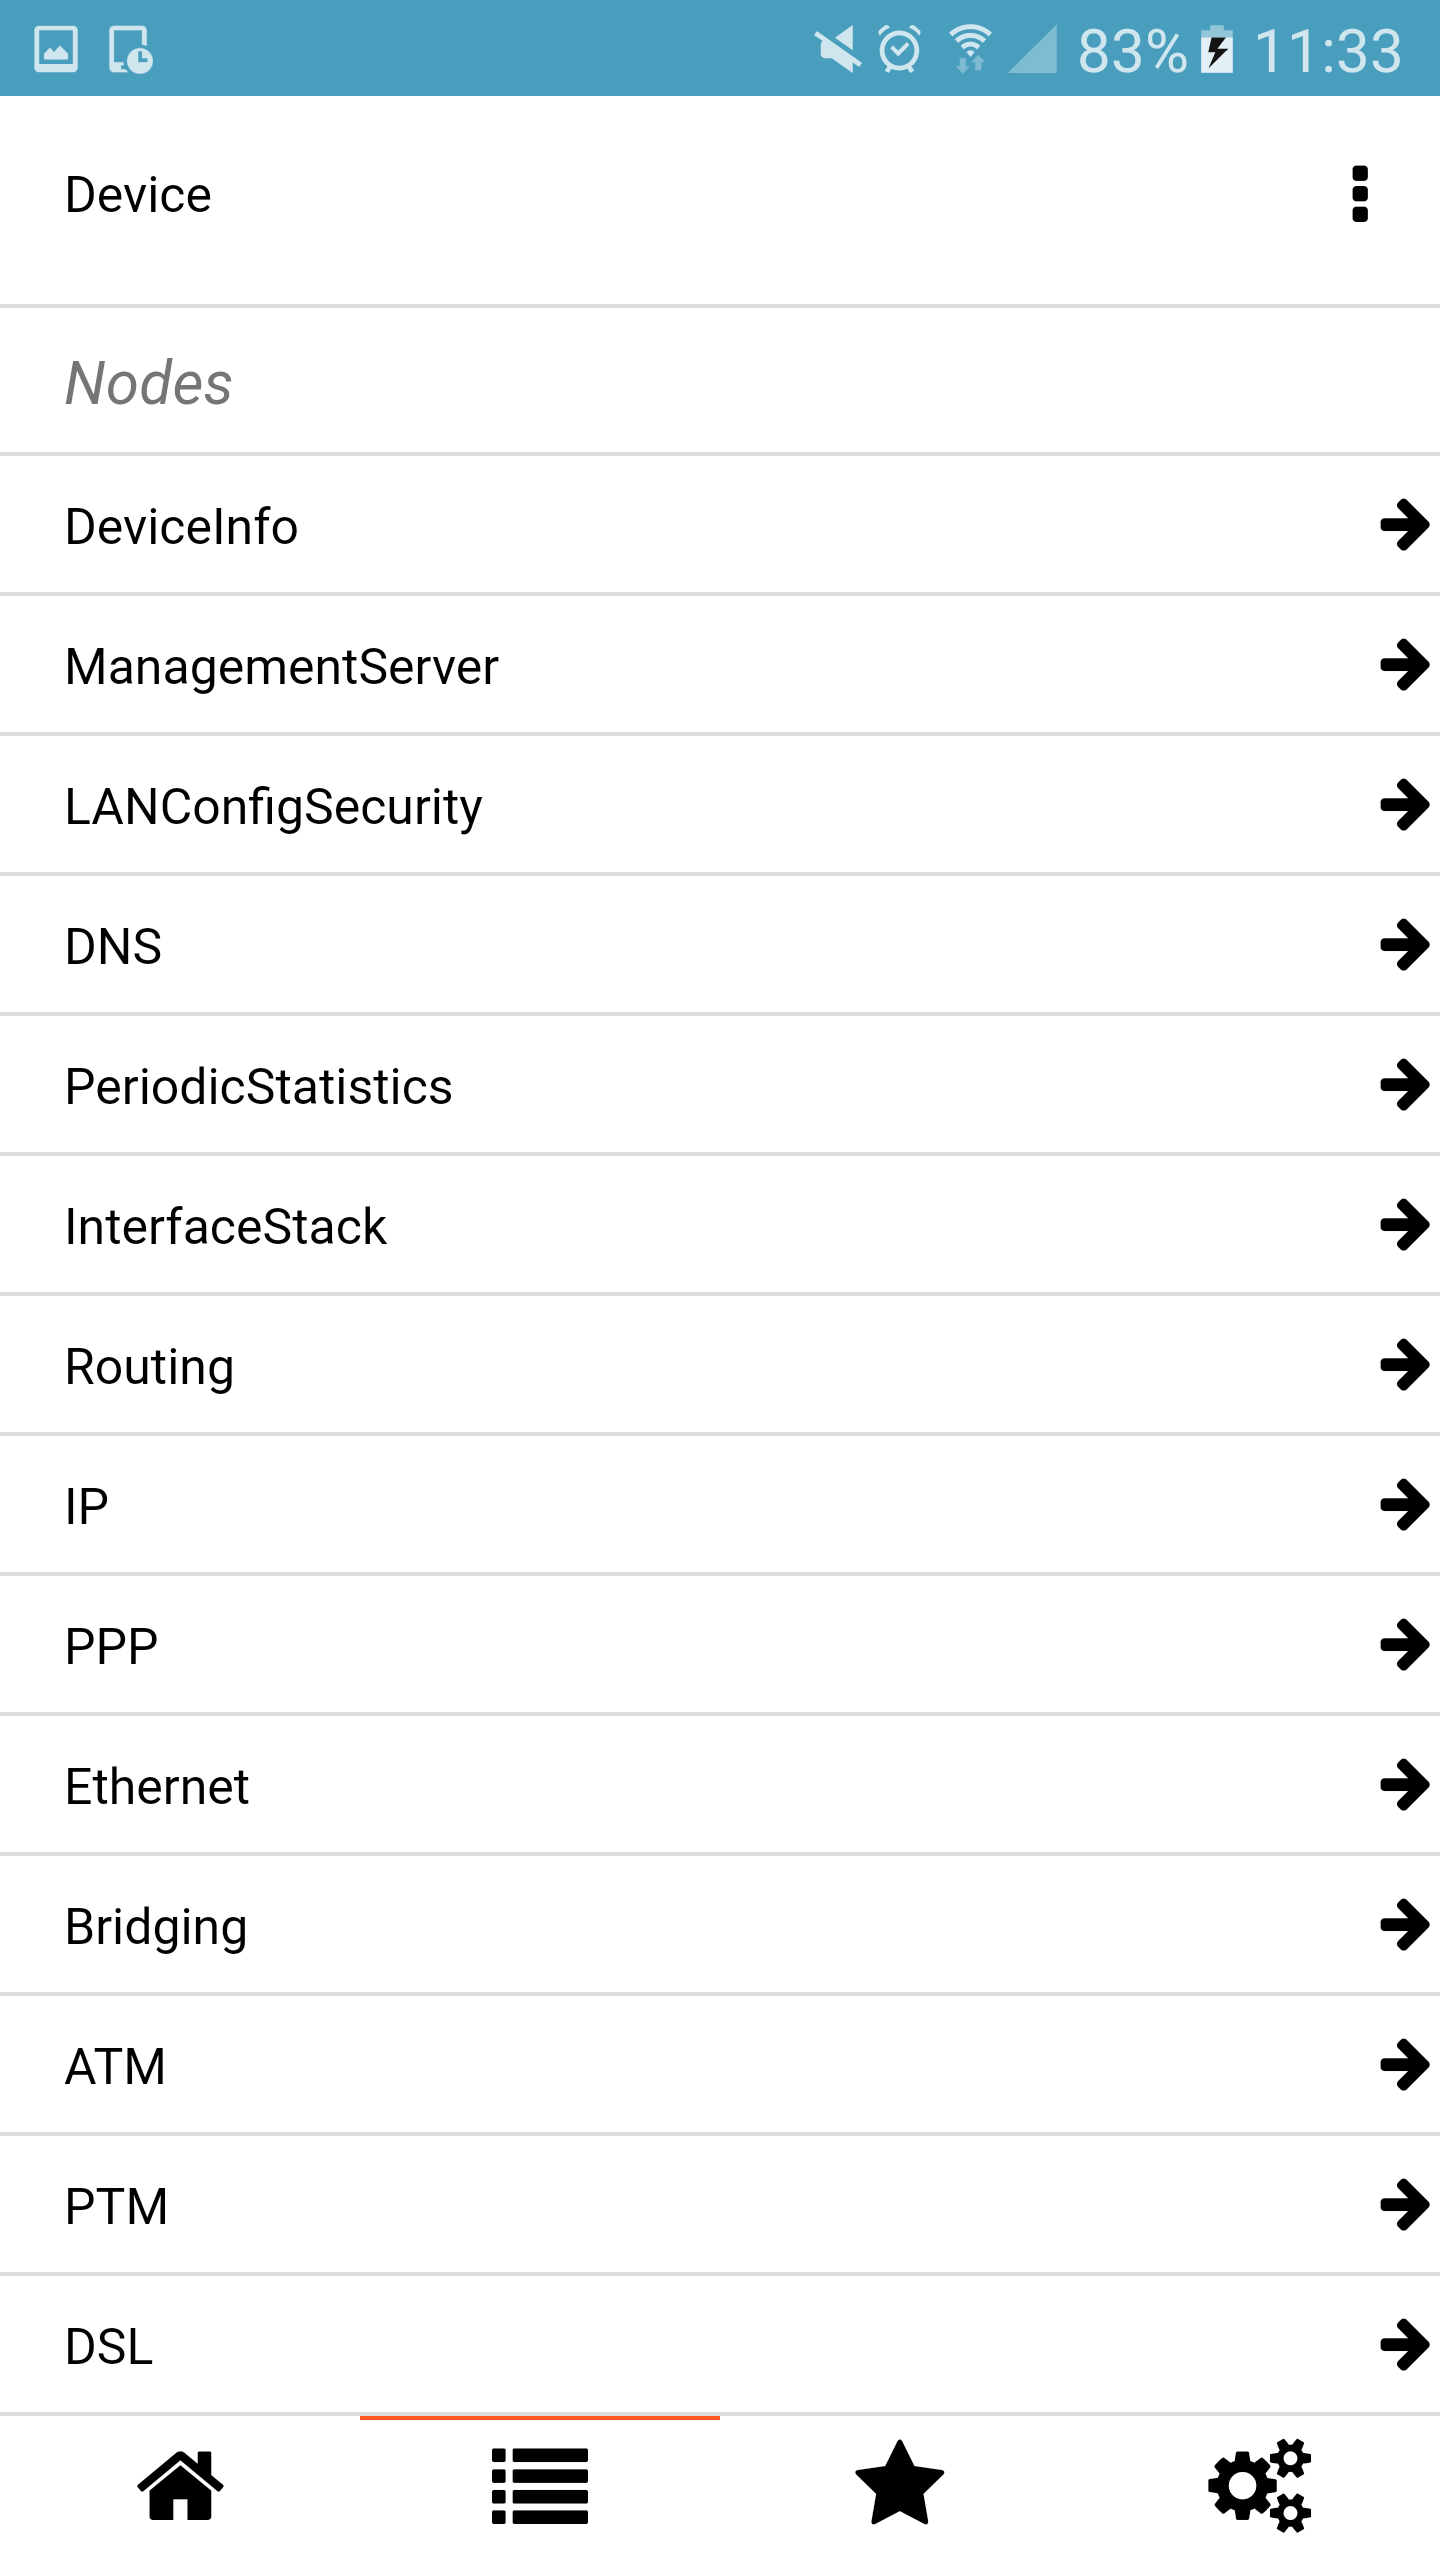 83% 11:33
Device
Nodes
DeviceInfo
ManagementServer
LANConfigSecurity
DNS
PeriodicStatistics
InterfaceStack
Routing
IP
PPP
Ethernet
Bridging
ATM
PTM
DSL